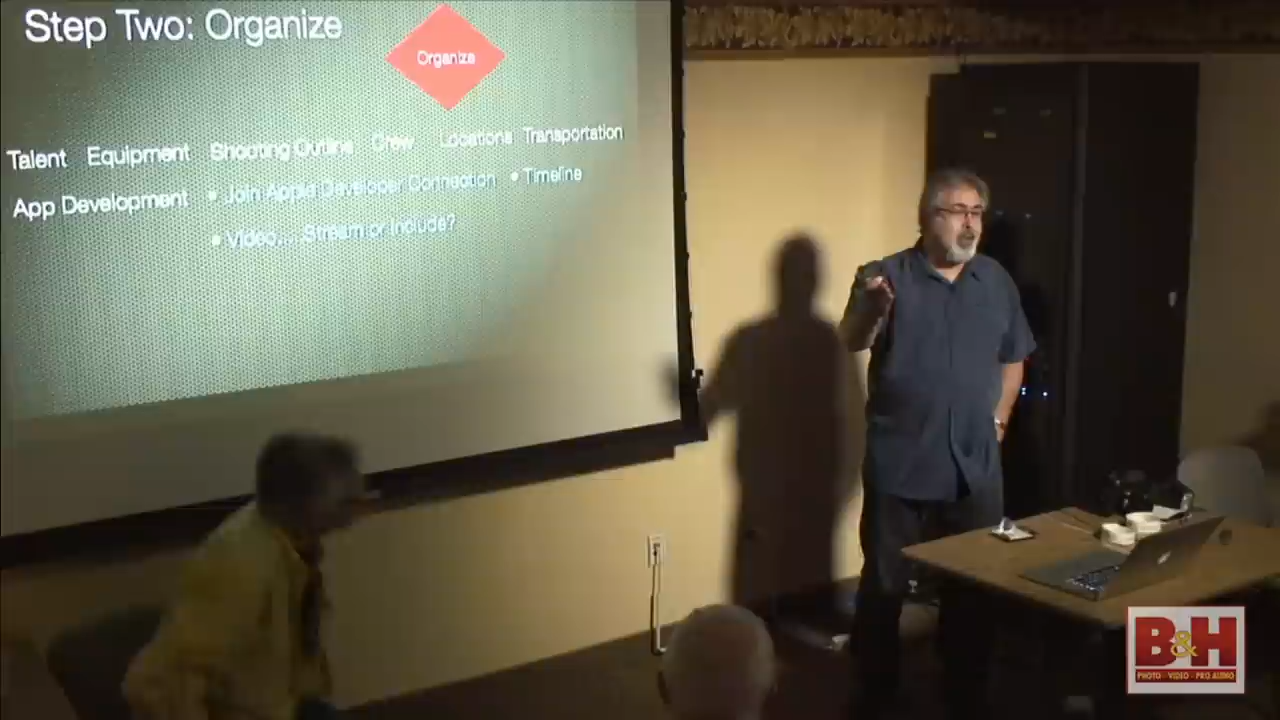 Step Two: Organize
Organize
Talent Equipment Shooting Outline Crew Locations Transportation
App Development • Join Apple Developer Connection • Timeline
• Video... Stream or Include?
B&H
PHOTO - VIDEO - PRO AUDIO